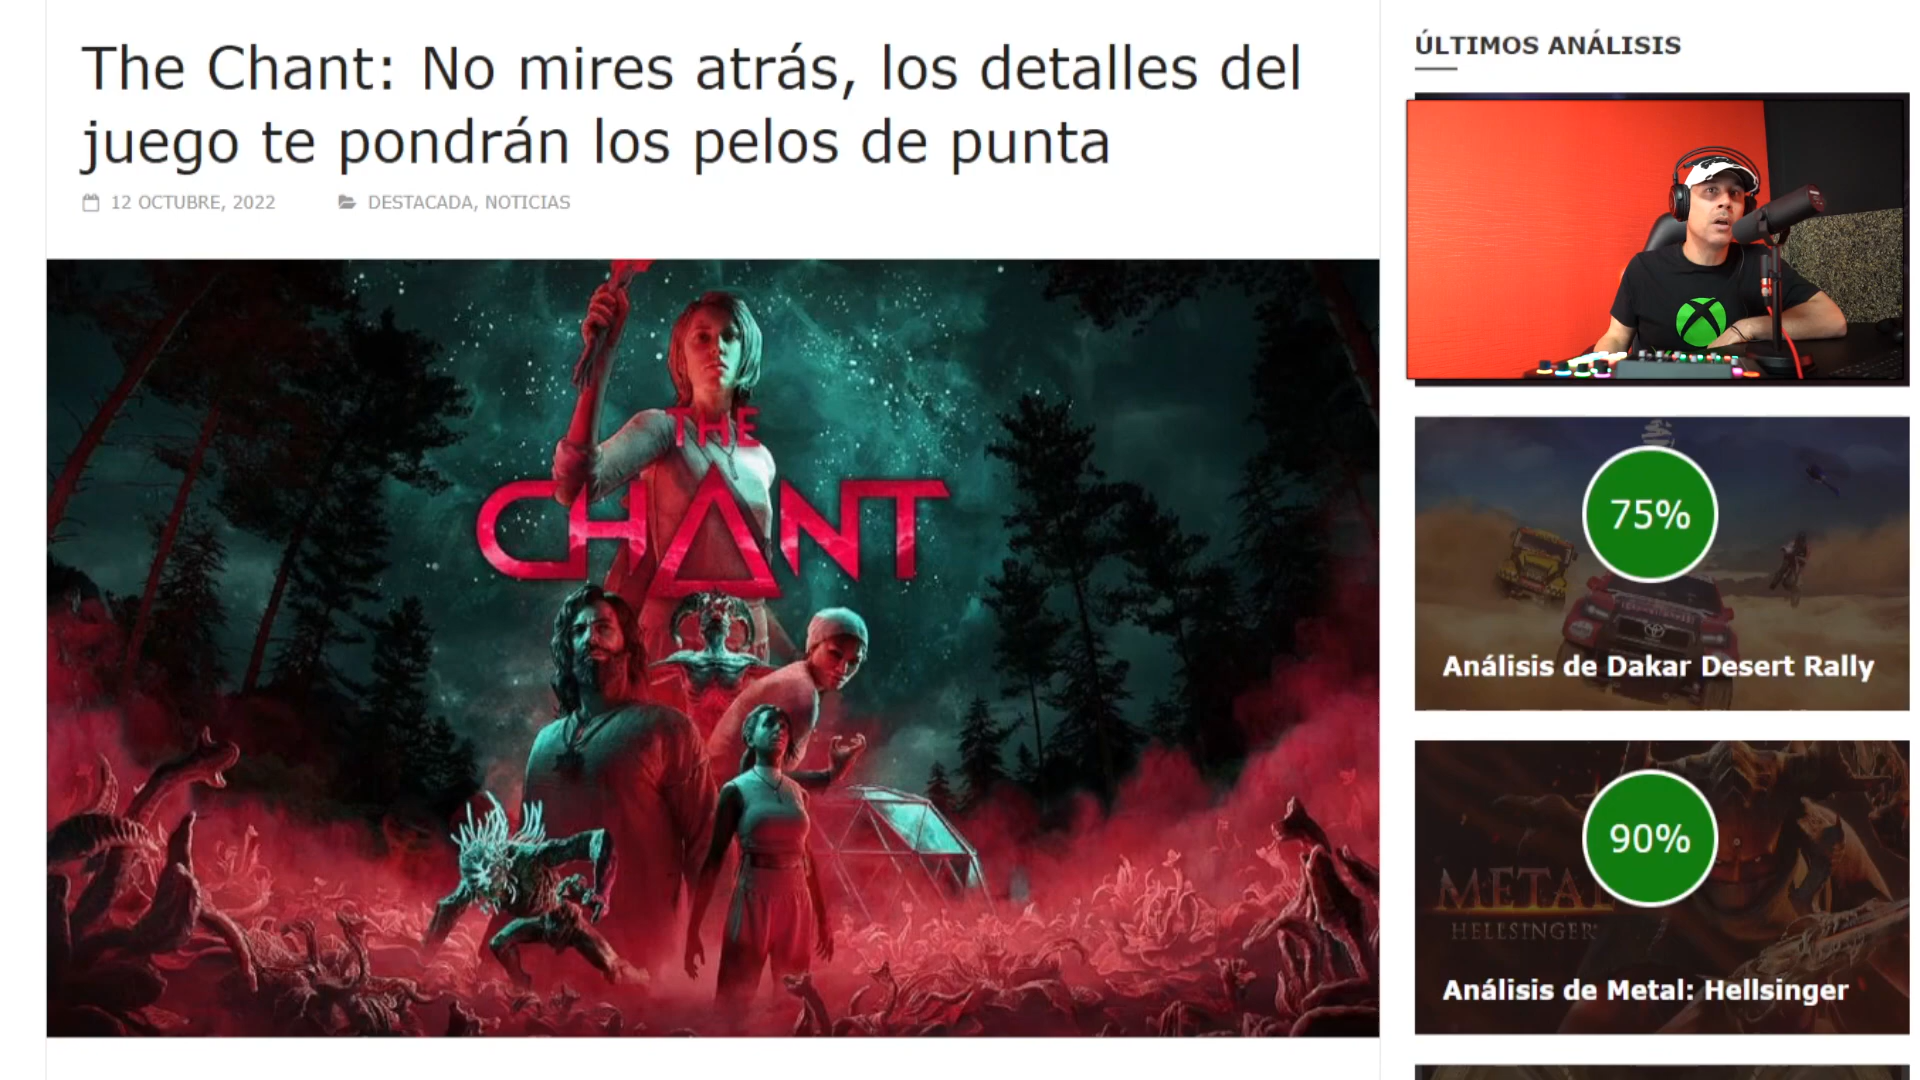 The Chant: No mires atrás, los detalles del
juego te pondrán los pelos de punta
12 OCTUBRE, 2022
DESTACADA, NOTICIAS
THE
CHANT
ÚLTIMOS ANÁLISIS
75%
Análisis de Dakar Desert Rally
90%
METAL
HELLSINGER
Análisis de Metal: Hellsinger